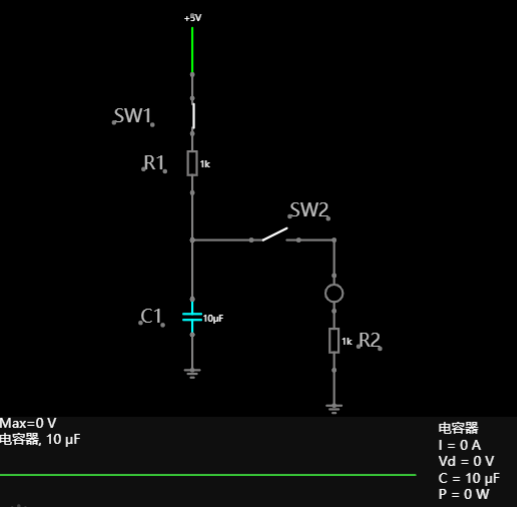 +5V
SW1
R1
1k
SW2
C1
10μF
1k
R2
Max=0 V
电容器, 10 μF
电容器
I = 0 A
Vd = 0 V
C = 10 μF
P = 0 W